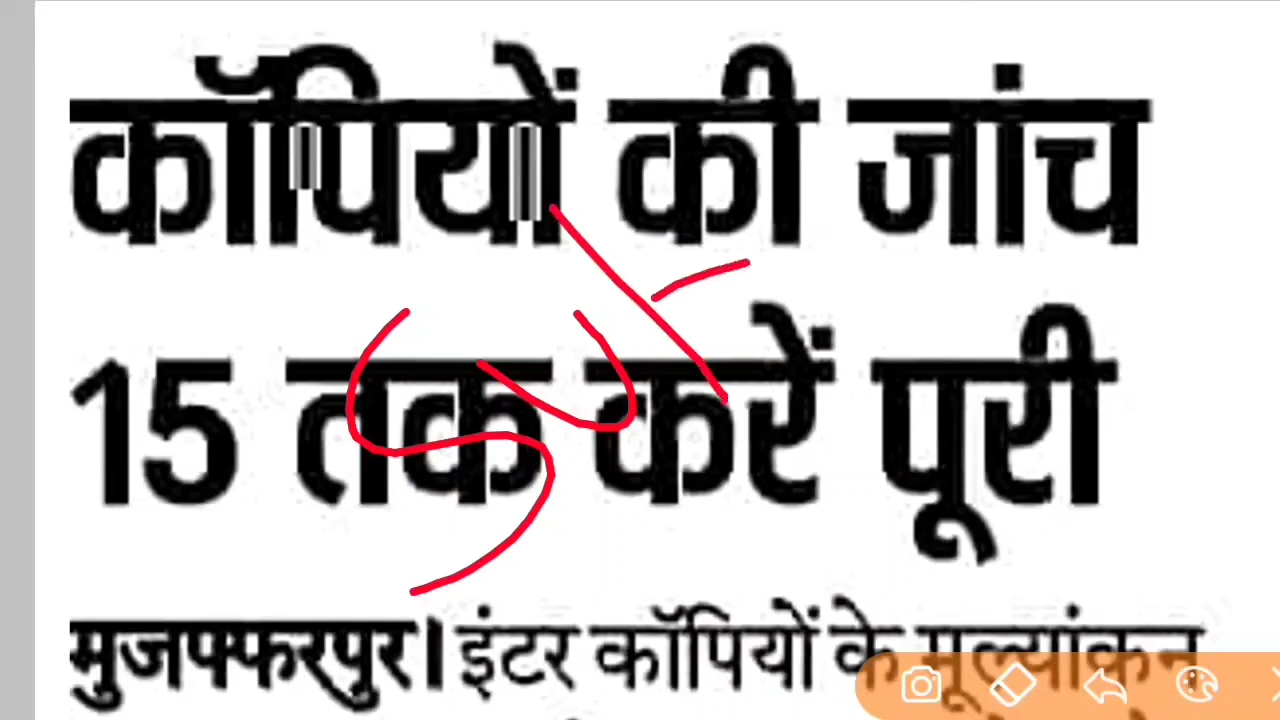 कॉपियों की जांच
15 तक करें पूरी
मुजफ्फरपुर। इंटर कॉपियों के मूल्यांकन